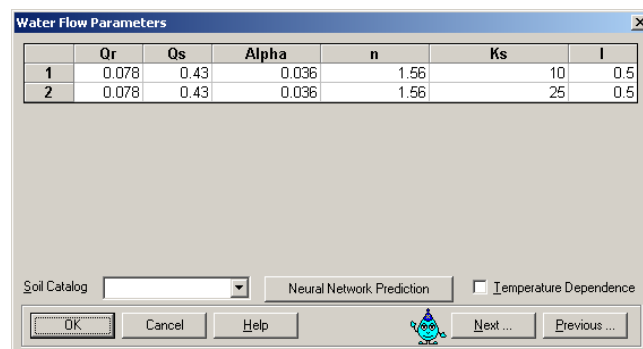 Water Flow Parameters
Qr Qs Alpha n Ks l
1 0.078 0.43 0.036 1.56 10 0.5
2 0.078 0.43 0.036 1.56 25 0.5
Soil Catalog Neural Network Prediction Temperature Dependence
OK Cancel Help Next ... Previous ...